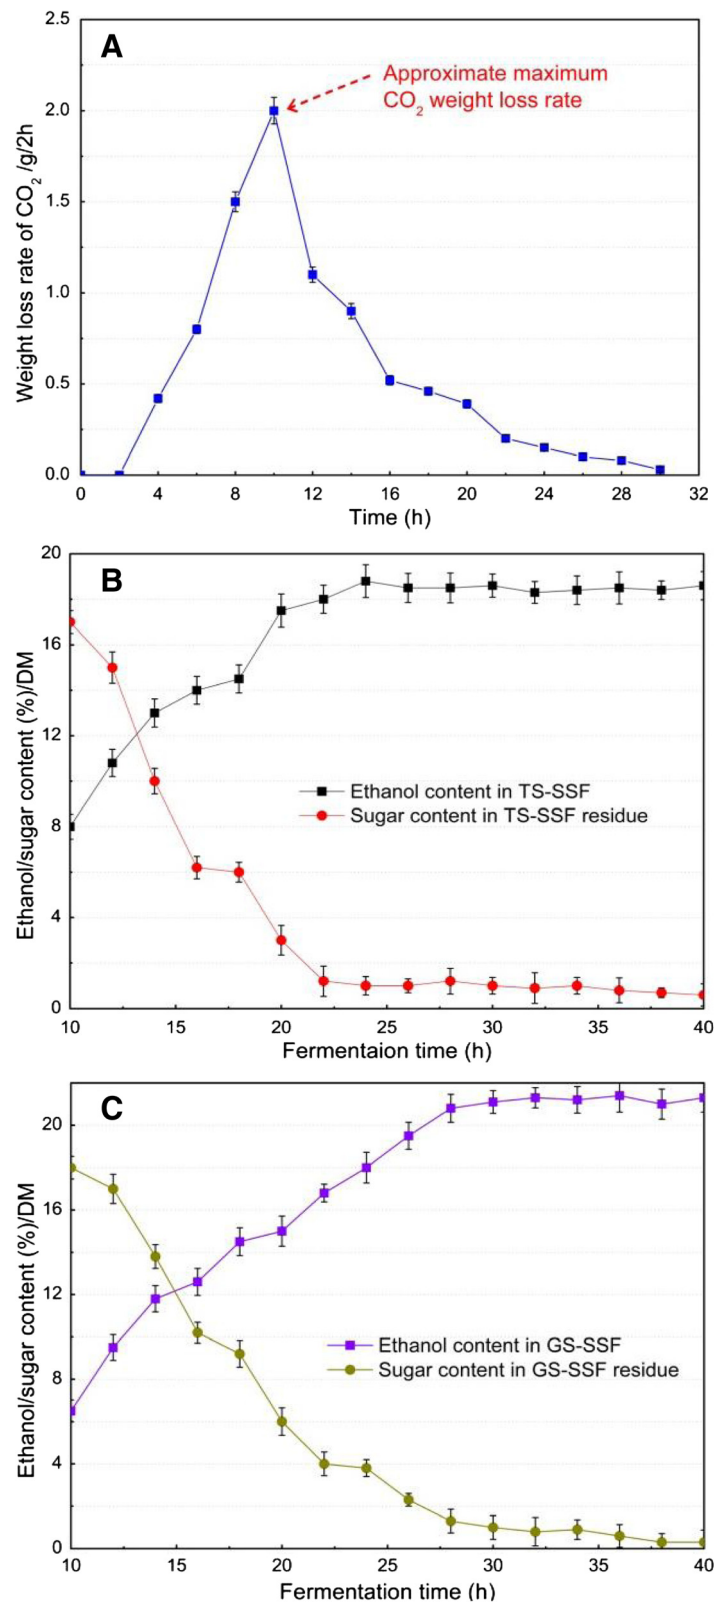 A
Approximate maximum
CO2 weight loss rate
Weight loss rate of CO2 /g/2h
2.5
2.0
1.5
1.0
0.5
0.0
0 4 8 12 16 20 24 28 32
Time (h)
B
Ethanol/sugar content (%)/DM
20
16
12
8
4
0
Ethanol content in TS-SSF
Sugar content in TS-SSF residue
10 15 20 25 30 35 40
Fermentaion time (h)
C
Ethanol/sugar content (%)/DM
20
16
12
8
4
0
Ethanol content in GS-SSF
Sugar content in GS-SSF residue
10 15 20 25 30 35 40
Fermentation time (h)